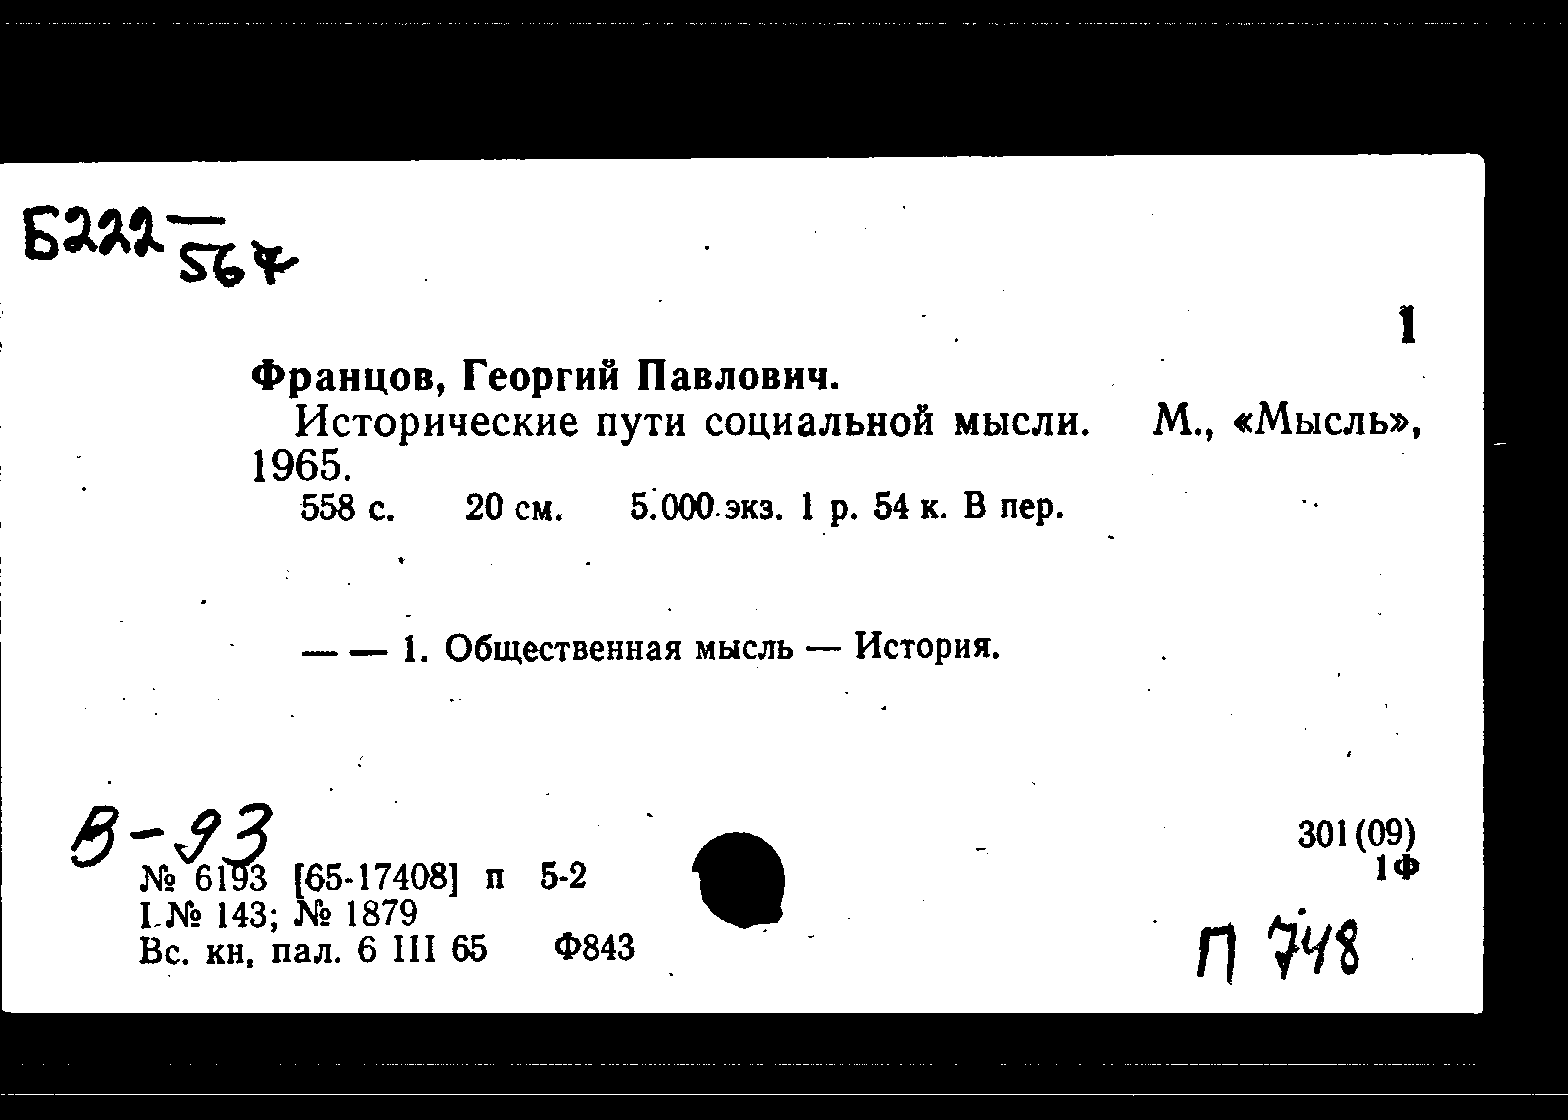 Б222—
567
1
Францов, Георгий Павлович.
Исторические пути социальной мысли. М., «Мысль»,
1965.
558 с. 20 см. 5.000 экз. 1 р. 54 к. В пер.
— — 1. Общественная мысль — История.
В-93
301(09)
№ 6193 [65-17408] п 5-2
1Ф
I.№ 143; № 1879
Вс. кн. пал. 6 III 65 Ф843
П 748